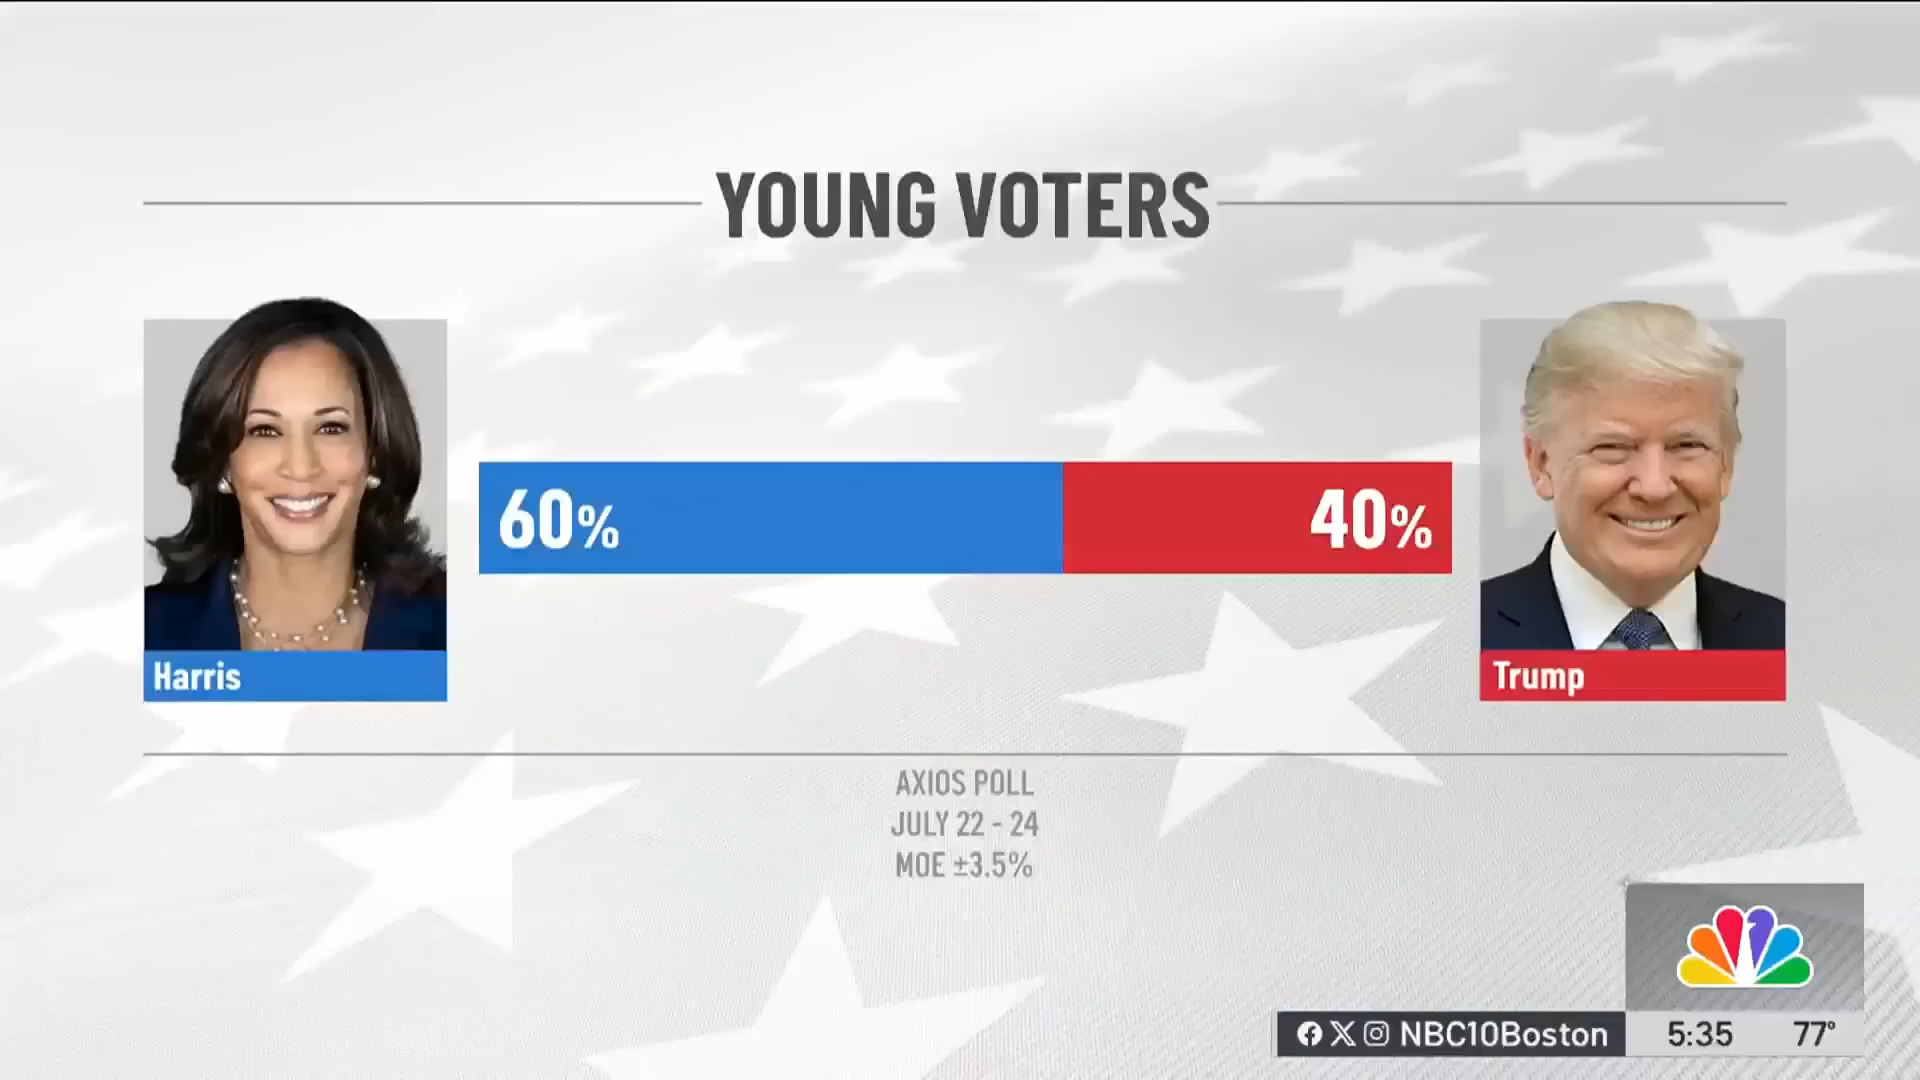 YOUNG VOTERS
60%
40%
Harris
Trump
AXIOS POLL
JULY 22 - 24
MOE ±3.5%
NBC10Boston
5:35
77°